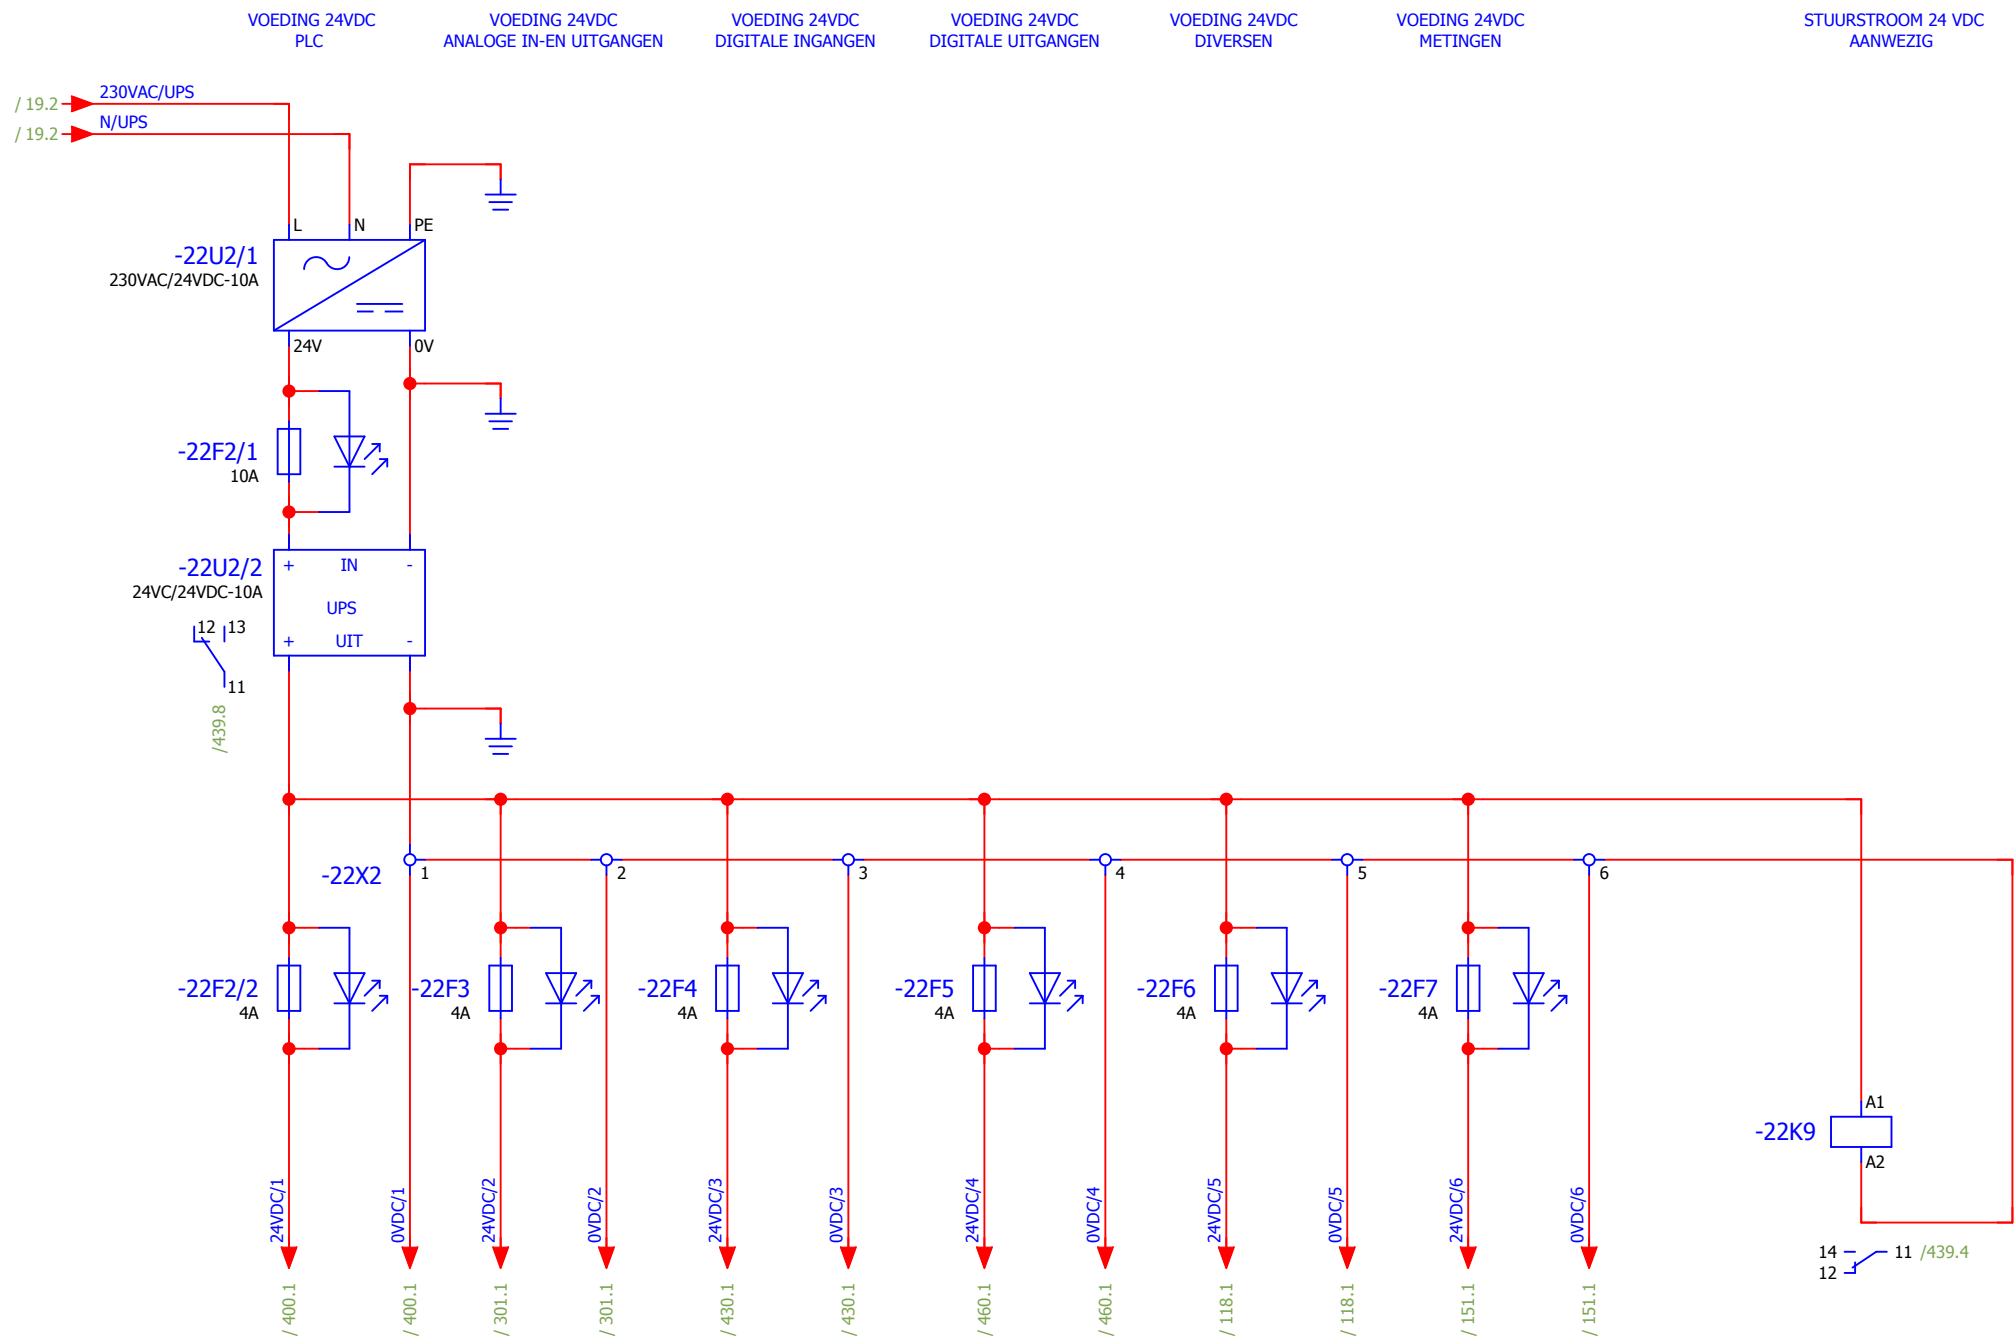 VOEDING 24VDC
PLC
VOEDING 24VDC
ANALOGE IN-EN UITGANGEN
VOEDING 24VDC
DIGITALE INGANGEN
VOEDING 24VDC
DIGITALE UITGANGEN
VOEDING 24VDC
DIVERSEN
VOEDING 24VDC
METINGEN
STUURSTROOM 24 VDC
AANWEZIG
/ 19.2
230VAC/UPS
/ 19.2
N/UPS
L
N
PE
-22U2/1
230VAC/24VDC-10A
24V
0V
-22F2/1
10A
-22U2/2
24VC/24VDC-10A
+ IN -
UPS
+ UIT -
12
13
11
/439.8
-22X2
1
2
3
4
5
6
-22F2/2
4A
-22F3
4A
-22F4
4A
-22F5
4A
-22F6
4A
-22F7
4A
-22K9
A1
A2
24VDC/1
0VDC/1
24VDC/2
0VDC/2
24VDC/3
0VDC/3
24VDC/4
0VDC/4
24VDC/5
0VDC/5
24VDC/6
0VDC/6
14
11 /439.4
12
/ 400.1
/ 400.1
/ 301.1
/ 301.1
/ 430.1
/ 430.1
/ 460.1
/ 460.1
/ 118.1
/ 118.1
/ 151.1
/ 151.1